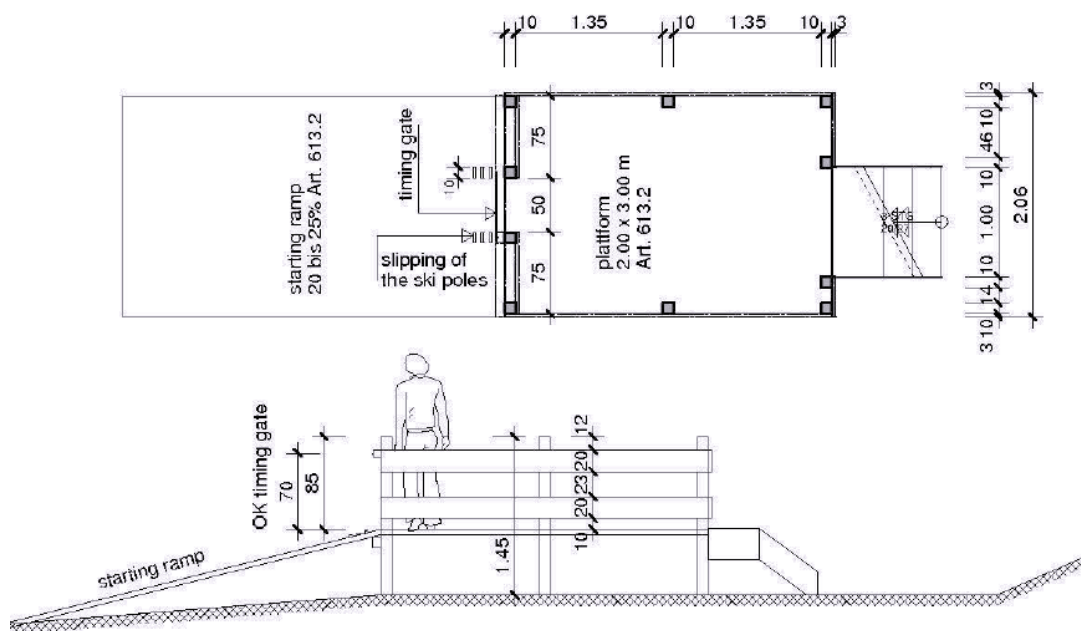 10 1.35 10 1.35 10 3
starting ramp
20 bis 25% Art. 613.2
timing gate
slipping of
the ski poles
10
75
50
75
plattform
2.00 x 3.00 m
Art. 613.2
3
10
46
10
1.00
10
14
10
3
2.06
OK timing gate
70
85
starting ramp
1.45
12
20
23
20
10